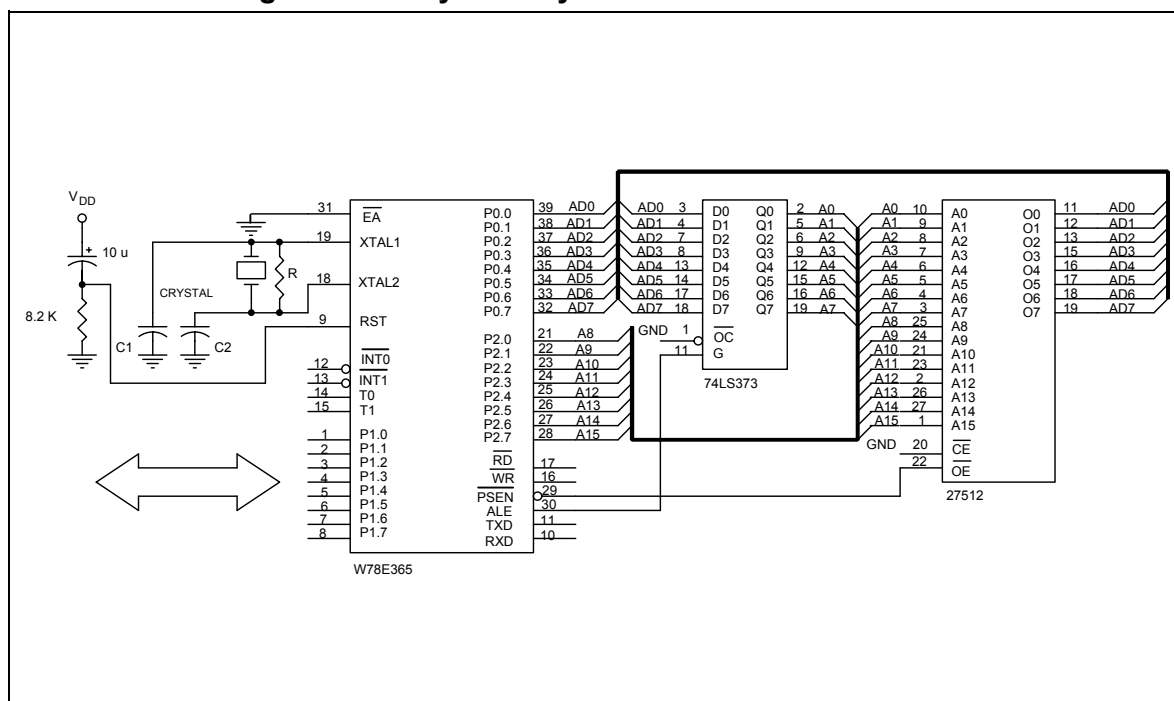 V DD
10 u
8.2 K
CRYSTAL
R
C1
C2
31 EA
19 XTAL1
18 XTAL2
9 RST
12 INT0
13 INT1
14 T0
15 T1
1 P1.0
2 P1.1
3 P1.2
4 P1.3
5 P1.4
6 P1.5
7 P1.6
8 P1.7
P0.0 39 AD0
P0.1 38 AD1
P0.2 37 AD2
P0.3 36 AD3
P0.4 35 AD4
P0.5 34 AD5
P0.6 33 AD6
P0.7 32 AD7
P2.0 21 A8
P2.1 22 A9
P2.2 23 A10
P2.3 24 A11
P2.4 25 A12
P2.5 26 A13
P2.6 27 A14
P2.7 28 A15
RD 17
WR 16
PSEN 29
ALE 30
TXD 11
RXD 10
W78E365
AD0 3 D0 Q0 2 A0
AD1 4 D1 Q1 5 A1
AD2 7 D2 Q2 6 A2
AD3 8 D3 Q3 9 A3
AD4 13 D4 Q4 12 A4
AD5 14 D5 Q5 15 A5
AD6 17 D6 Q6 16 A6
AD7 18 D7 Q7 19 A7
GND 1 OC
11 G
74LS373
A0 10 A0 O0 11 AD0
A1 9 A1 O1 12 AD1
A2 8 A2 O2 13 AD2
A3 7 A3 O3 15 AD3
A4 6 A4 O4 16 AD4
A5 5 A5 O5 17 AD5
A6 4 A6 O6 18 AD6
A7 3 A7 O7 19 AD7
A8 25 A8
A9 24 A9
A10 21 A10
A11 23 A11
A12 2 A12
A13 26 A13
A14 27 A14
A15 1 A15
GND 20 CE
22 OE
27512